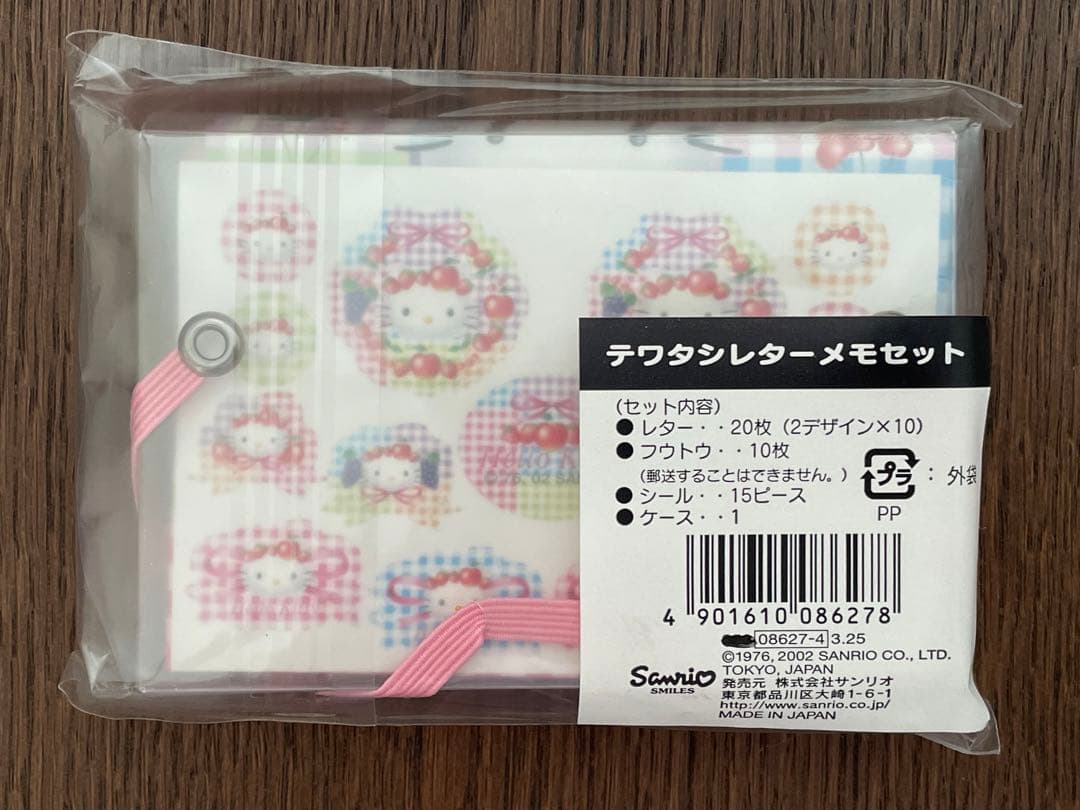 テワタシレターメモセット
(セット内容)
●レター・・20枚(2デザイン×10)
●フウトウ・・10枚
(郵送することはできません。)
●シール・・15ピース
●ケース・・1
プラ
: 外袋
PP
4 901610 086278
08627-4 3.25
©1976, 2002 SANRIO CO., LTD.
TOKYO, JAPAN
Sanrio
SMILES
発売元 株式会社サンリオ
東京都品川区大崎1-6-1
http://www.sanrio.co.jp/
MADE IN JAPAN